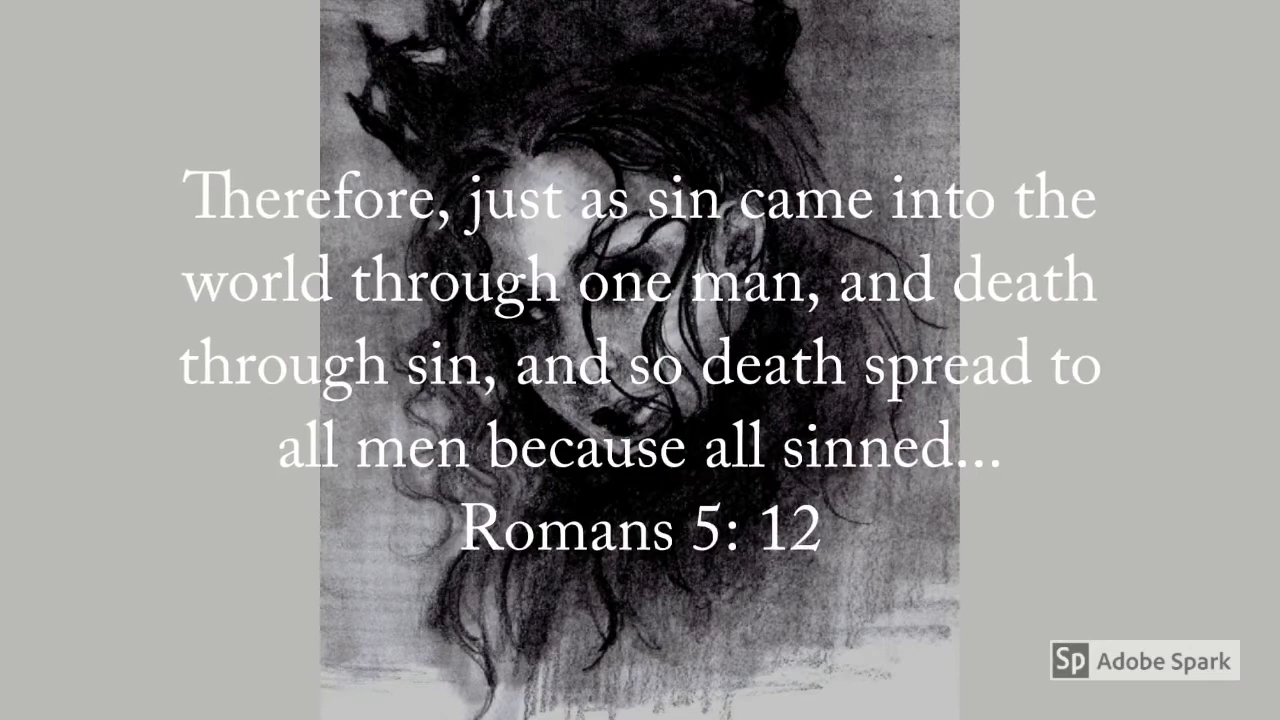 Therefore, just as sin came into the
world through one man, and death
through sin, and so death spread to
all men because all sinned...
Romans 5: 12
Sp Adobe Spark